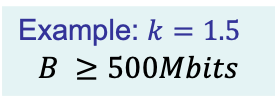 Example: k = 1.5
B ≥ 500Mbits